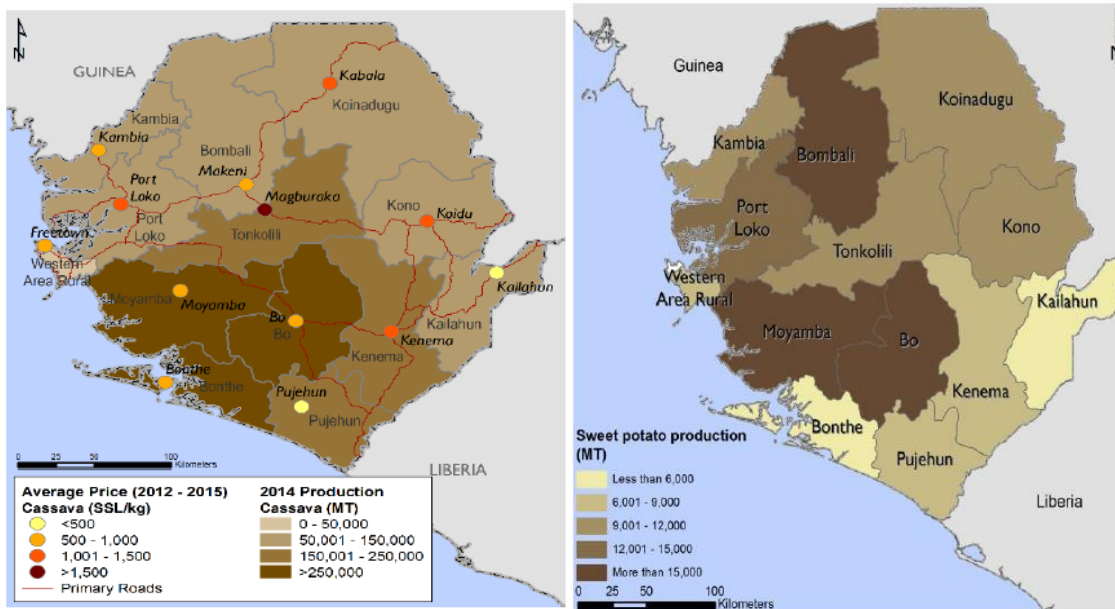 N
GUINEA
Kabala
Koinadugu
Kambia
Kambia
Bombali
Makeni
Port
Loko
Magburaka
Kono
Koidu
Port
Loko
Tonkolili
Freetown
Western
Area Rural
Kailahun
Moyamba
Moyamba
Bo
Bo
Kailahun
Kenema
Kenema
Bonthe
Bonthe
Pujehun
Pujehun
LIBERIA
0 25 50 100
Kilometers
Average Price (2012 - 2015)
Cassava (SSL/kg)
<500
500 - 1,000
1,001 - 1,500
>1,500
Primary Roads
2014 Production
Cassava (MT)
0 - 50,000
50,001 - 150,000
150,001 - 250,000
>250,000
N
Guinea
Koinadugu
Kambia
Bombali
Port
Loko
Kono
Tonkolili
Western
Area Rural
Kailahun
Moyamba
Bo
Kenema
Bonthe
Pujehun
Liberia
Sweet potato production
(MT)
Less than 6,000
6,001 - 9,000
9,001 - 12,000
12,001 - 15,000
More than 15,000
0 25 50 100
Kilometers